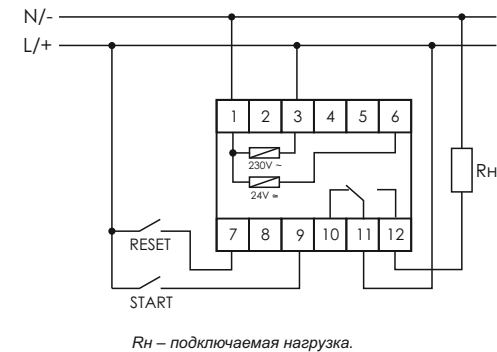 N/-
L/+
1 2 3 4 5 6
230V ~
24V ≂
Rн
7 8 9 10 11 12
RESET
START
Rн – подключаемая нагрузка.